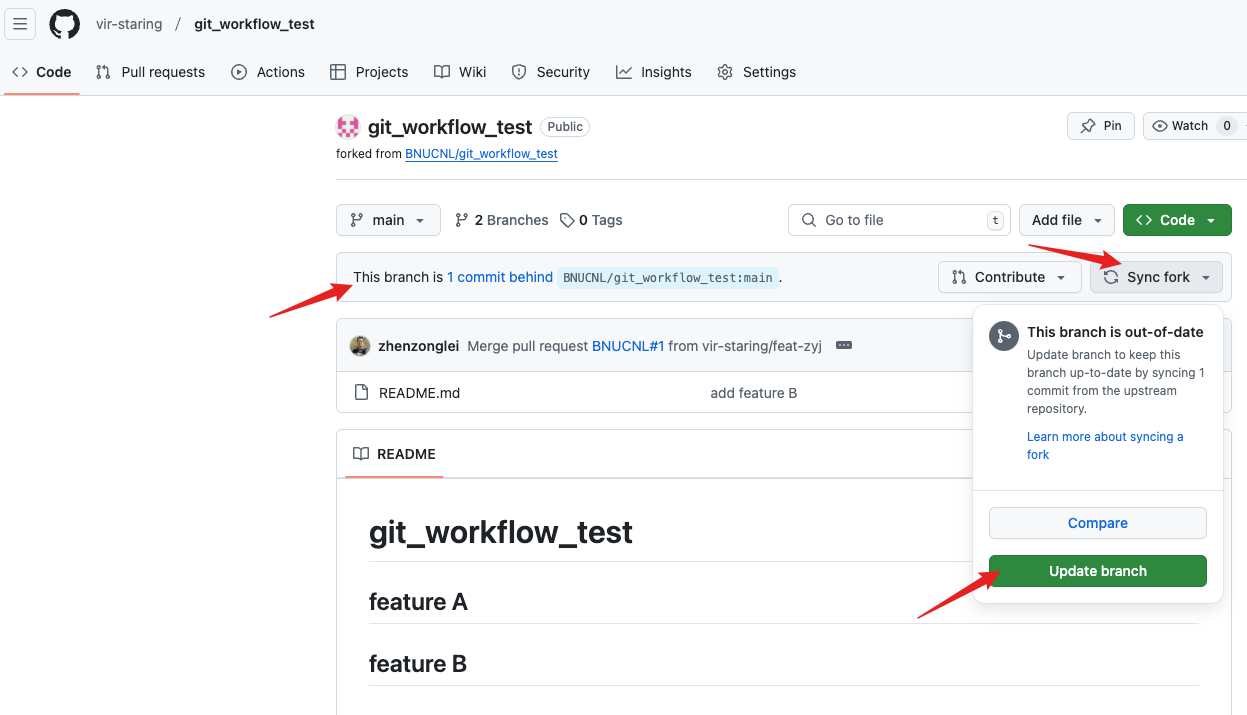 vir-staring / git_workflow_test
Code Pull requests Actions Projects Wiki Security Insights Settings
git_workflow_test Public Pin Watch 0
forked from BNUCNL/git_workflow_test
main 2 Branches 0 Tags Go to file t Add file Code
This branch is 1 commit behind BNUCNL/git_workflow_test:main . Contribute Sync fork
This branch is out-of-date
Update branch to keep this
branch up-to-date by syncing 1
commit from the upstream
repository.
Learn more about syncing a
fork
Compare
Update branch
zhenzonglei Merge pull request BNUCNL#1 from vir-staring/feat-zyj
README.md add feature B
README
git_workflow_test
feature A
feature B